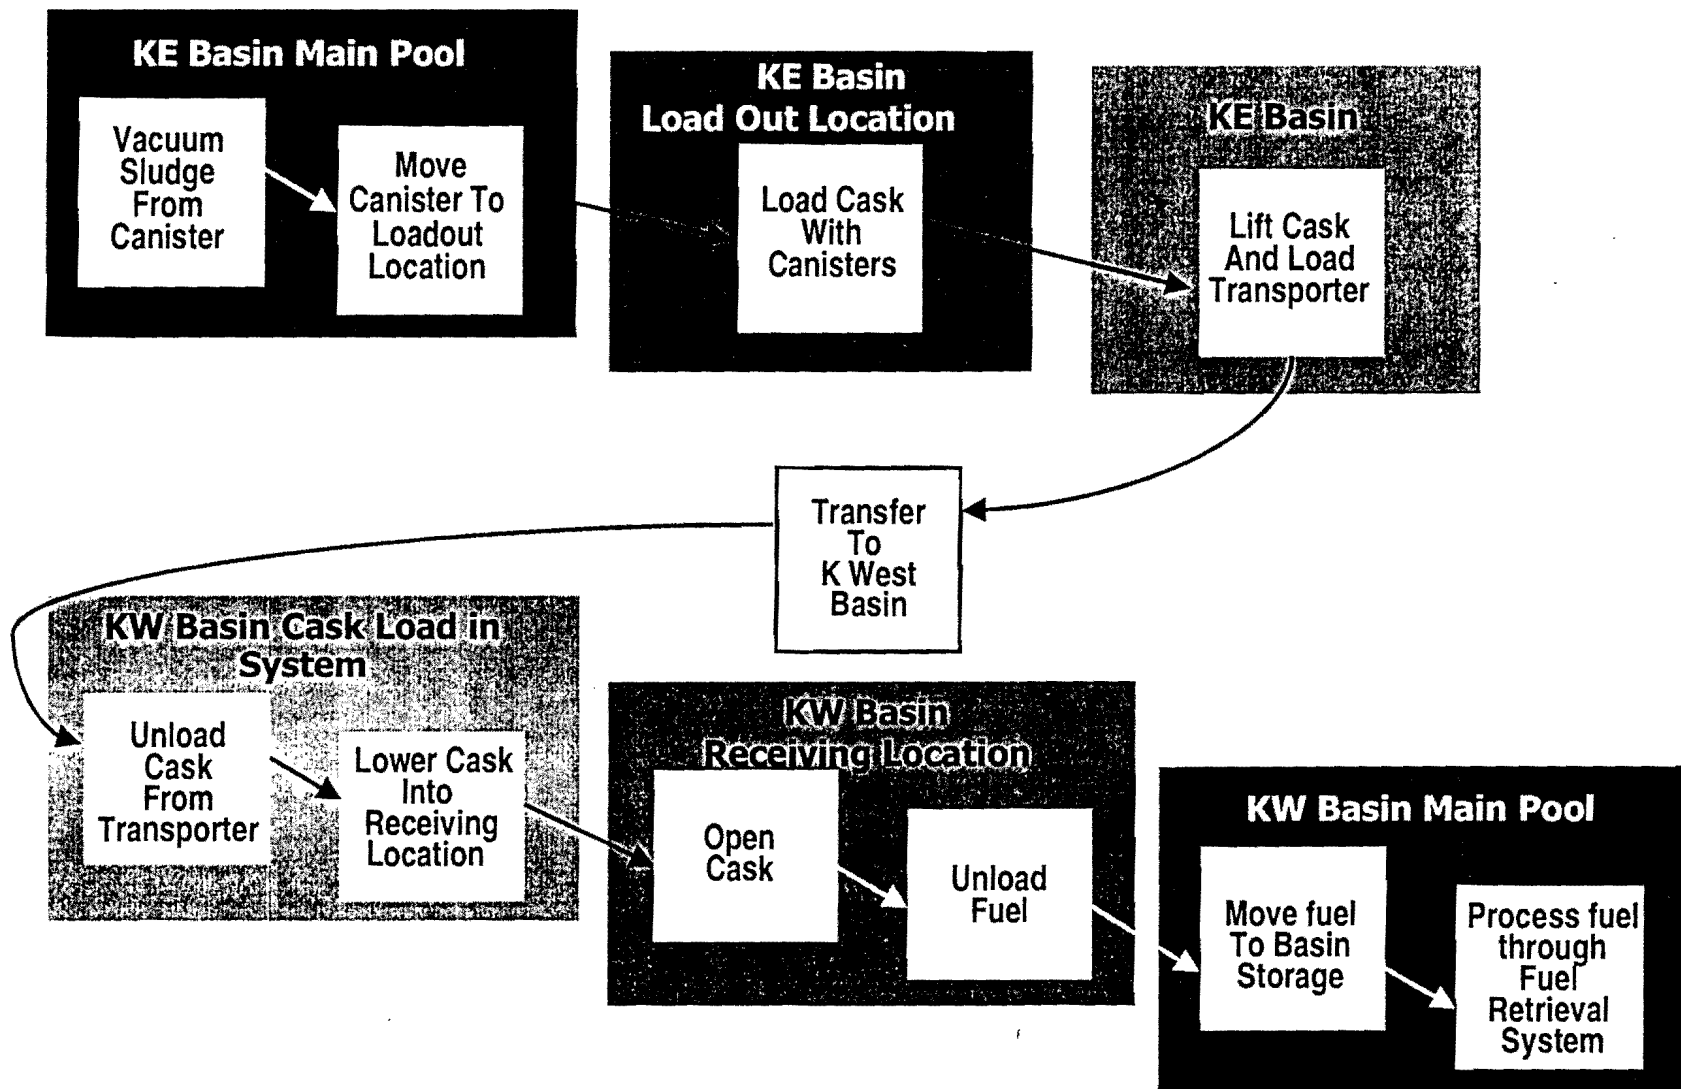 KE Basin Main Pool
Vacuum
Sludge
From
Canister
Move
Canister To
Loadout
Location
KE Basin
Load Out Location
Load Cask
With
Canisters
KE Basin
Lift Cask
And Load
Transporter
Transfer
To
K West
Basin
KW Basin Cask Load in
System
Unload
Cask
From
Transporter
Lower Cask
Into
Receiving
Location
KW Basin
Receiving Location
Open
Cask
Unload
Fuel
KW Basin Main Pool
Move fuel
To Basin
Storage
Process fuel
through
Fuel
Retrieval
System